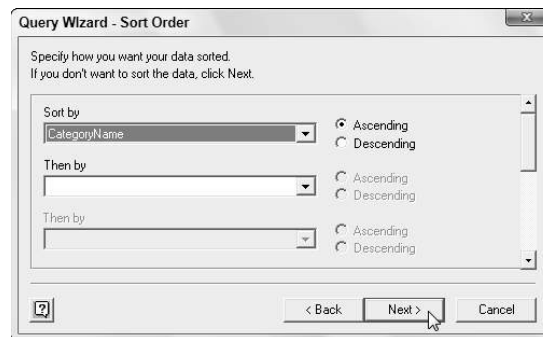 Query Wizard - Sort Order
Specify how you want your data sorted.
If you don't want to sort the data, click Next.
Sort by
CategoryName
Ascending
Descending
Then by
Ascending
Descending
Then by
Ascending
Descending
?
< Back
Next >
Cancel